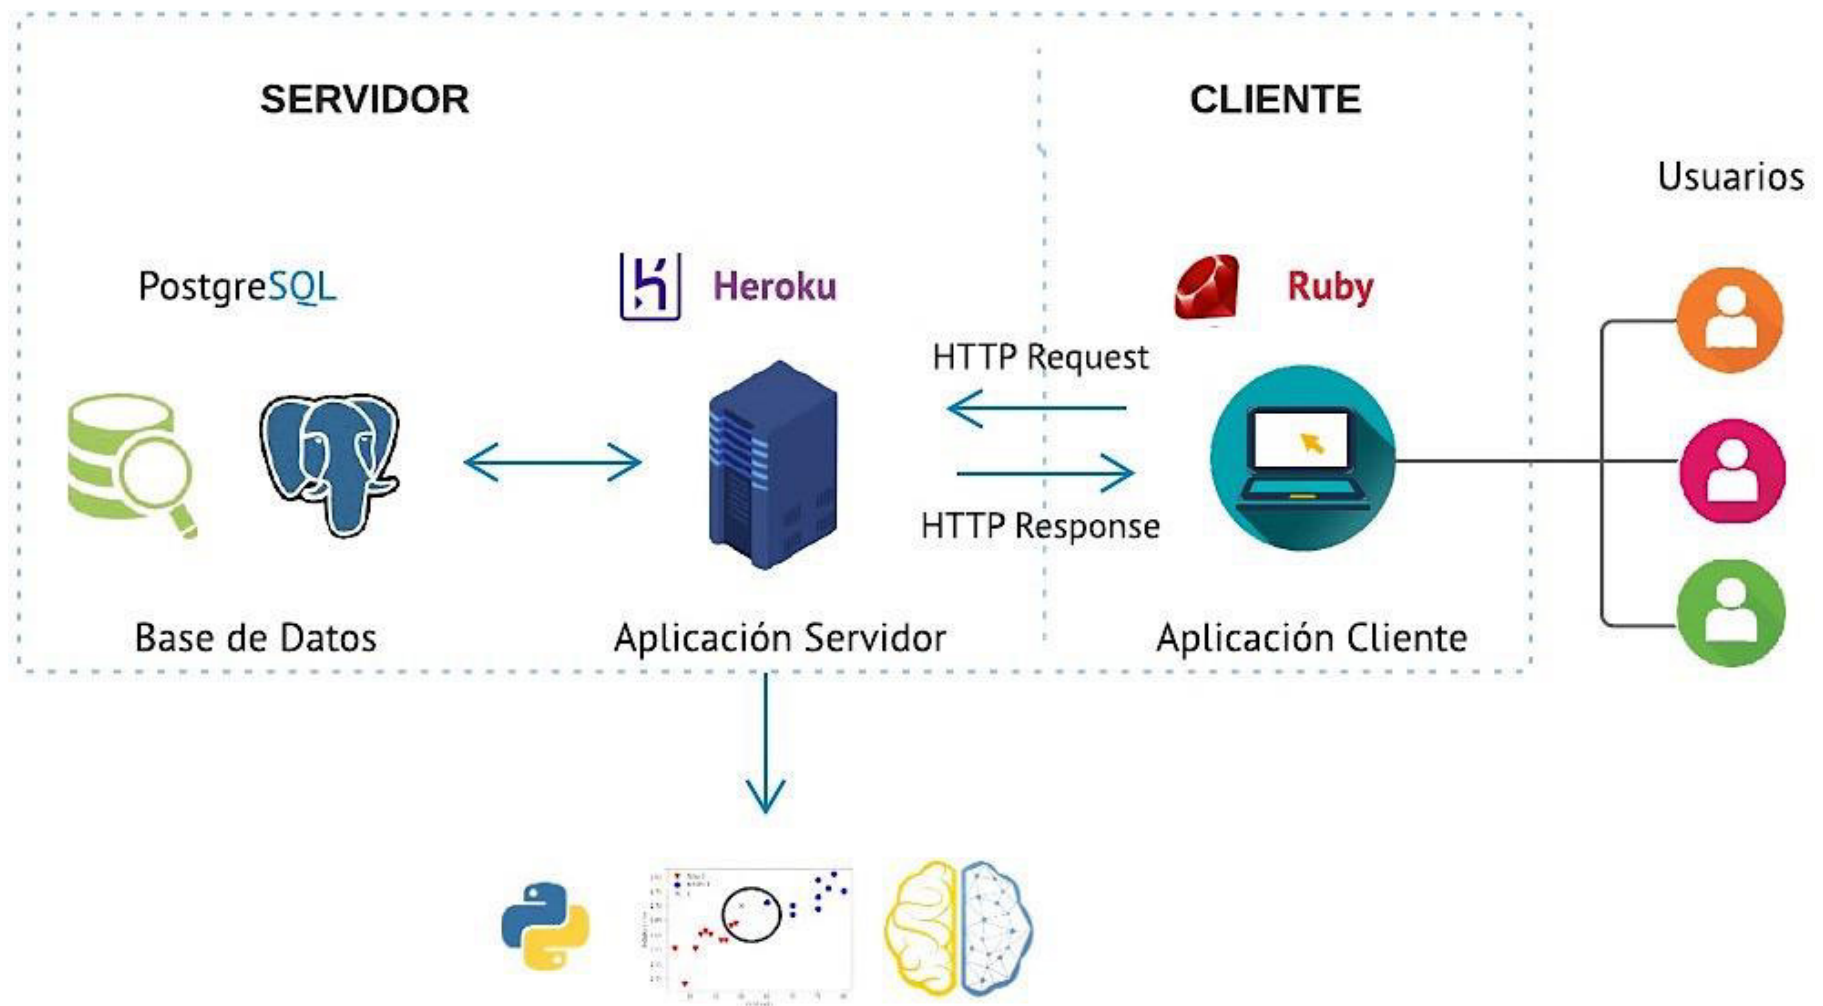 SERVIDOR
CLIENTE
Usuarios
PostgreSQL
Heroku
Ruby
HTTP Request
HTTP Response
Base de Datos
Aplicación Servidor
Aplicación Cliente